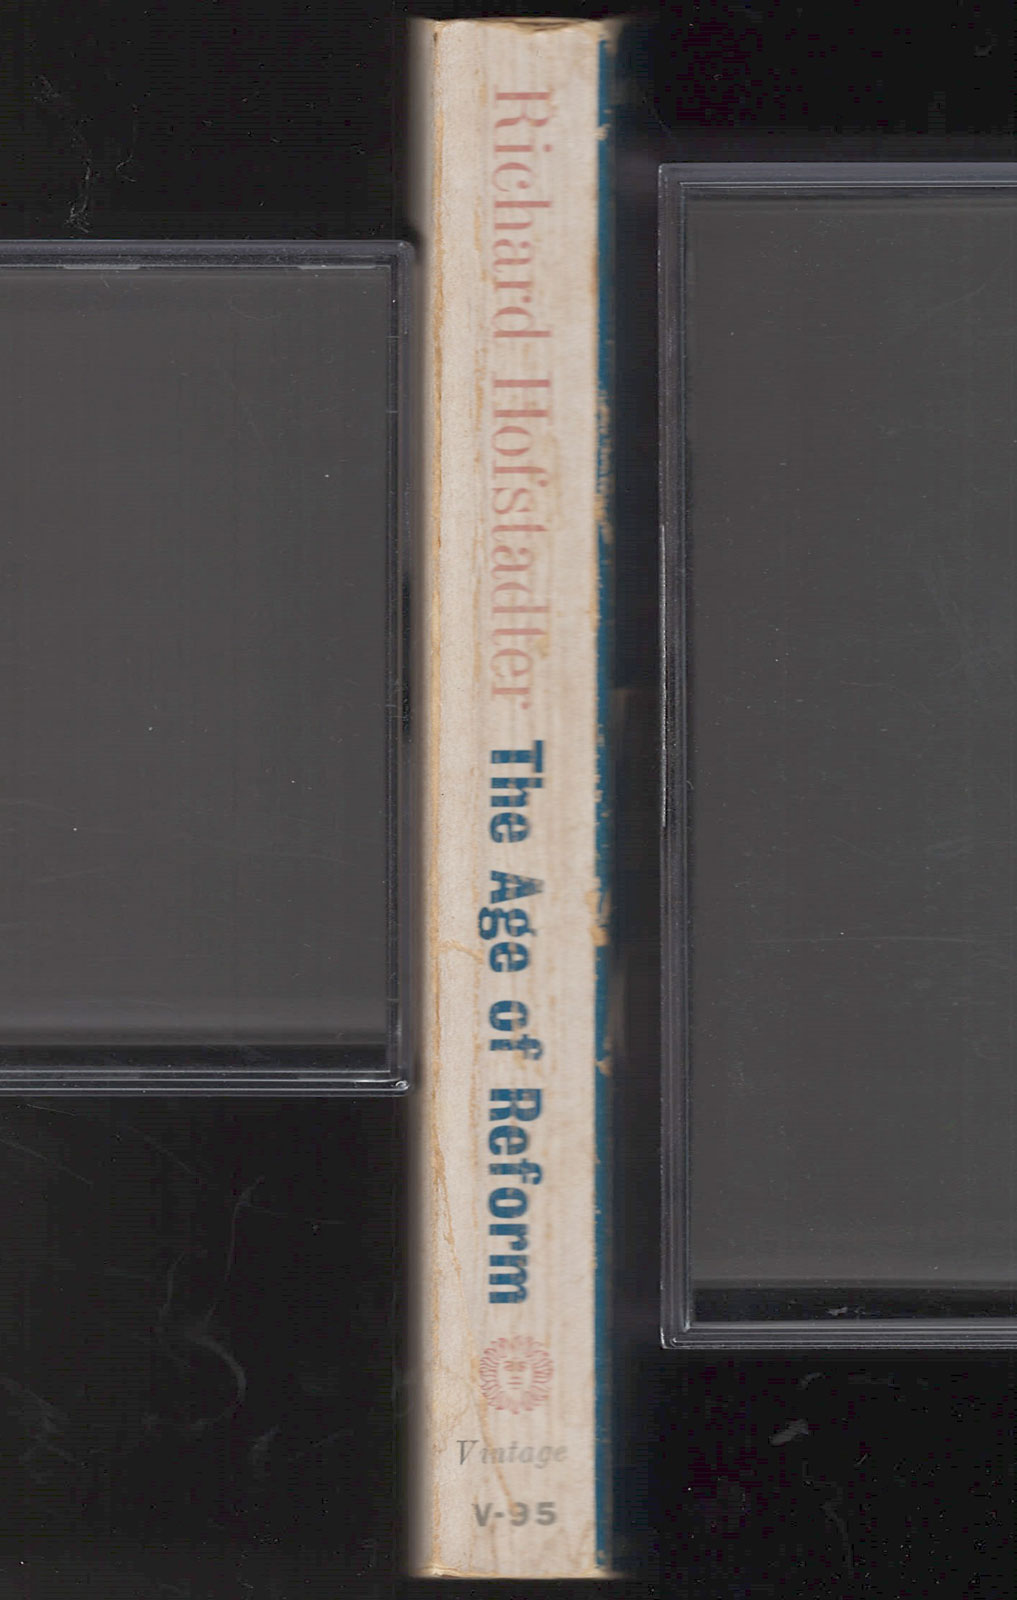 Richard Hofstadter The Age of Reform
Vintage
V-95